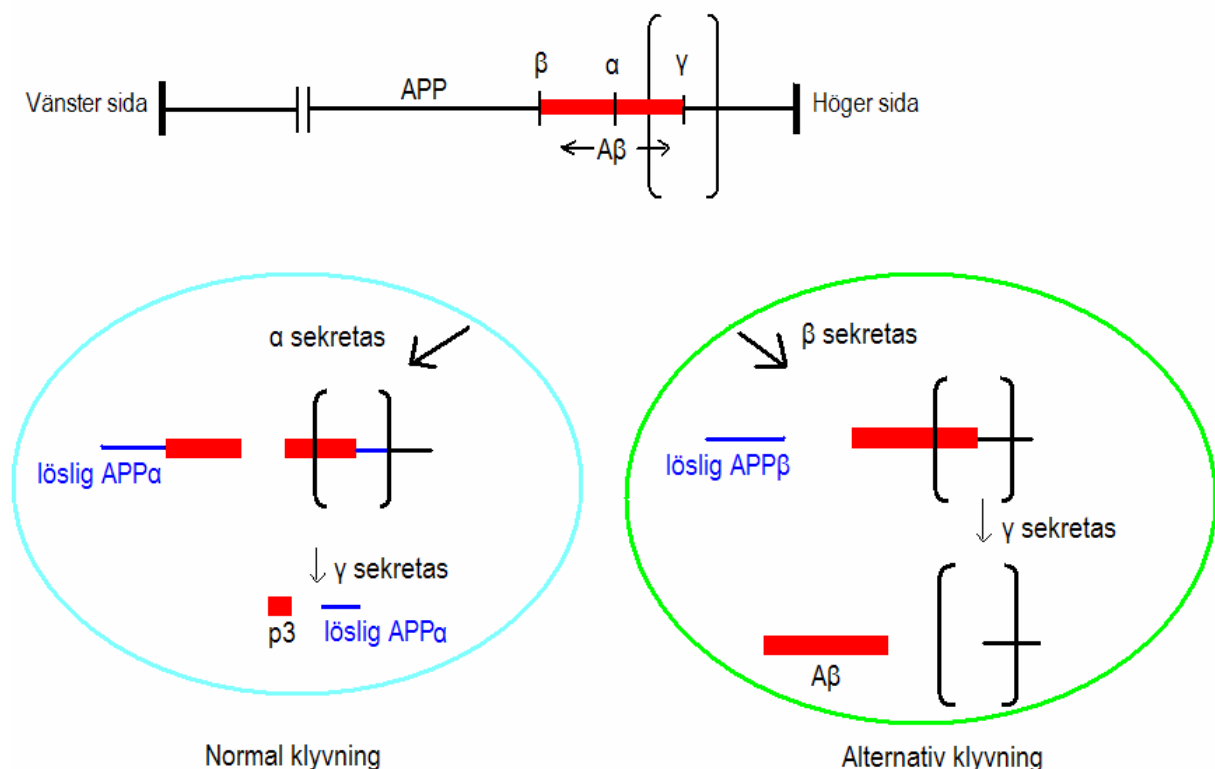 β α γ
APP
Vänster sida
Höger sida
Aβ
α sekretas
löslig APPα
γ sekretas
p3
löslig APPα
Normal klyvning
β sekretas
löslig APPβ
γ sekretas
Aβ
Alternativ klyvning